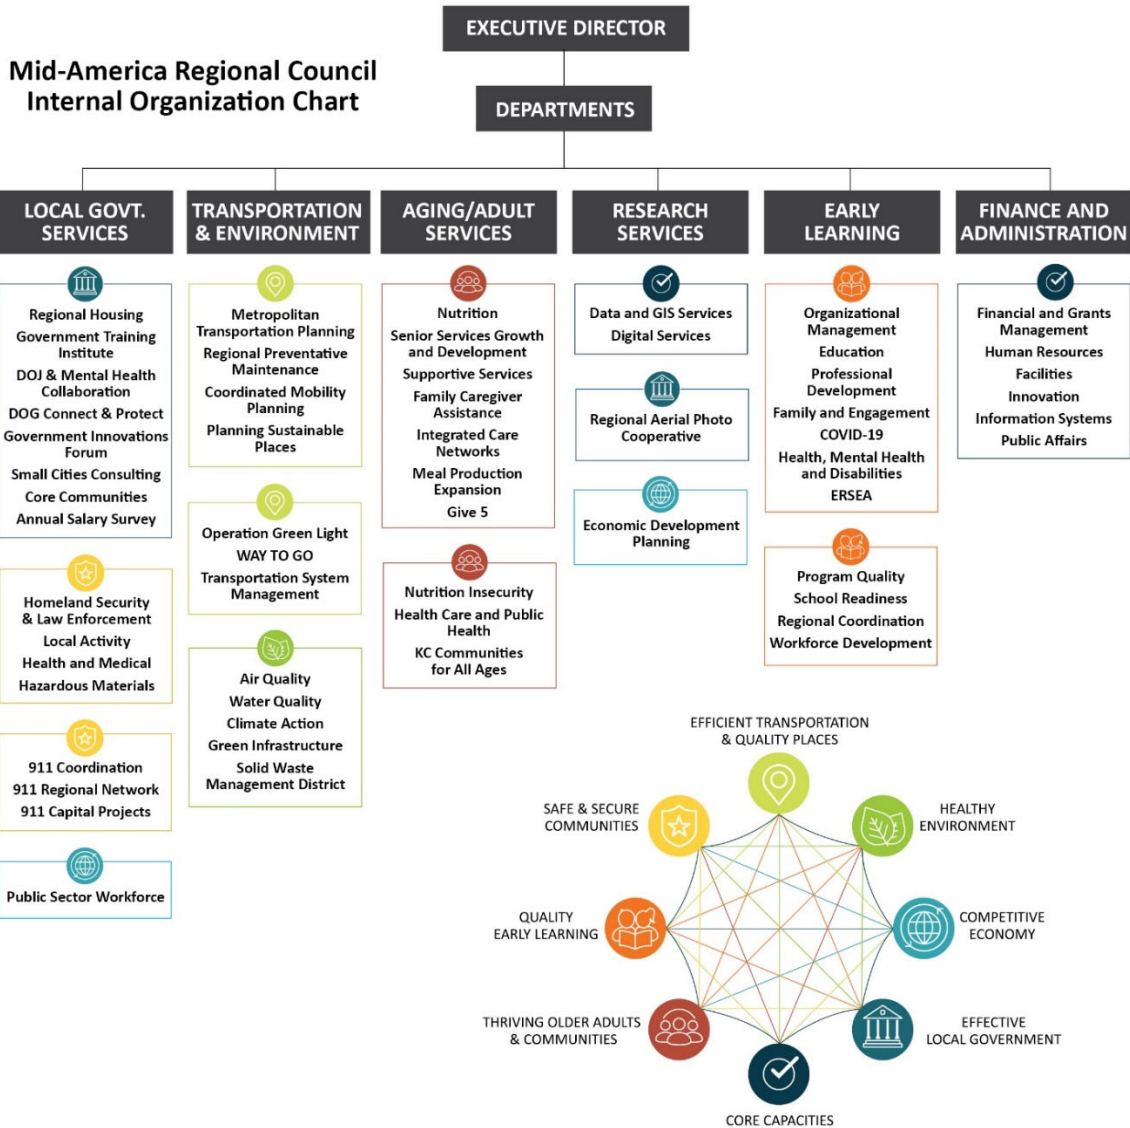 EXECUTIVE DIRECTOR
Mid-America Regional Council
Internal Organization Chart
DEPARTMENTS
LOCAL GOVT.
SERVICES
Regional Housing
Government Training
Institute
DOJ & Mental Health
Collaboration
DOG Connect & Protect
Government Innovations
Forum
Small Cities Consulting
Core Communities
Annual Salary Survey
Homeland Security
& Law Enforcement
Local Activity
Health and Medical
Hazardous Materials
911 Coordination
911 Regional Network
911 Capital Projects
Public Sector Workforce
TRANSPORTATION
& ENVIRONMENT
Metropolitan
Transportation Planning
Regional Preventative
Maintenance
Coordinated Mobility
Planning
Planning Sustainable
Places
Operation Green Light
WAY TO GO
Transportation System
Management
Air Quality
Water Quality
Climate Action
Green Infrastructure
Solid Waste
Management District
AGING/ADULT
SERVICES
Nutrition
Senior Services Growth
and Development
Supportive Services
Family Caregiver
Assistance
Integrated Care
Networks
Meal Production
Expansion
Give 5
Nutrition Insecurity
Health Care and Public
Health
KC Communities
for All Ages
RESEARCH
SERVICES
Data and GIS Services
Digital Services
Regional Aerial Photo
Cooperative
Economic Development
Planning
EARLY
LEARNING
Organizational
Management
Education
Professional
Development
Family and Engagement
COVID-19
Health, Mental Health
and Disabilities
ERSEA
Program Quality
School Readiness
Regional Coordination
Workforce Development
FINANCE AND
ADMINISTRATION
Financial and Grants
Management
Human Resources
Facilities
Innovation
Information Systems
Public Affairs
EFFICIENT TRANSPORTATION
& QUALITY PLACES
SAFE & SECURE
COMMUNITIES
HEALTHY
ENVIRONMENT
QUALITY
EARLY LEARNING
COMPETITIVE
ECONOMY
THRIVING OLDER ADULTS
& COMMUNITIES
EFFECTIVE
LOCAL GOVERNMENT
CORE CAPACITIES